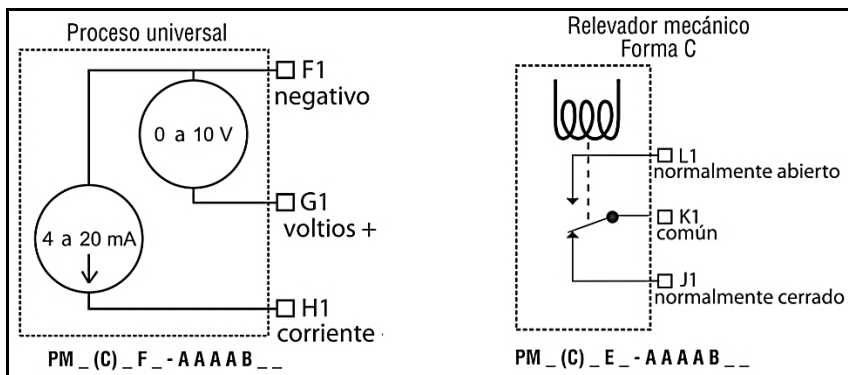 Proceso universal
F1
negativo
0 a 10 V
G1
voltios +
4 a 20 mA
H1
corriente -
PM _ (C) _ F _ - A A A A B _ _
Relevador mecánico
Forma C
L1
normalmente abierto
K1
común
J1
normalmente cerrado
PM _ (C) _ E _ - A A A A B _ _